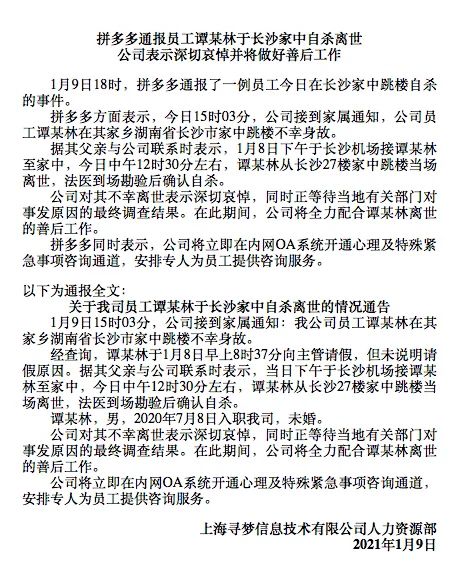 拼多多通报员工谭某林于长沙家中自杀离世
公司表示深切哀悼并将做好善后工作
1月9日18时，拼多多通报了一例员工今日在长沙家中跳楼自杀
的事件。
拼多多方面表示，今日15时03分，公司接到家属通知，公司员
工谭某林在其家乡湖南省长沙市家中跳楼不幸身故。
据其父亲与公司联系时表示，1月8日下午于长沙机场接谭某林
至家中，今日中午12时30分左右，谭某林从长沙27楼家中跳楼当场
离世，法医到场勘验后确认自杀。
公司对其不幸离世表示深切哀悼，同时正等待当地有关部门对
事发原因的最终调查结果。在此期间，公司将全力配合谭某林离世
的善后工作。
拼多多同时表示，公司将立即在内网OA系统开通心理及特殊紧
急事项咨询通道，安排专人为员工提供咨询服务。
以下为通报全文：
关于我司员工谭某林于长沙家中自杀离世的情况通告
1月9日15时03分，公司接到家属通知：我公司员工谭某林在其
家乡湖南省长沙市家中跳楼不幸身故。
经查询，谭某林于1月8日早上8时37分向主管请假，但未说明请
假原因。据其父亲与公司联系时表示，当日下午于长沙机场接谭某
林至家中，今日中午12时30分左右，谭某林从长沙27楼家中跳楼当
场离世，法医到场勘验后确认自杀。
谭某林，男，2020年7月8日入职我司，未婚。
公司对其不幸离世表示深切哀悼，同时正等待当地有关部门对
事发原因的最终调查结果。在此期间，公司将全力配合谭某林离世
的善后工作。
公司将立即在内网OA系统开通心理及特殊紧急事项咨询通道，
安排专人为员工提供咨询服务。
上海寻梦信息技术有限公司人力资源部
2021年1月9日